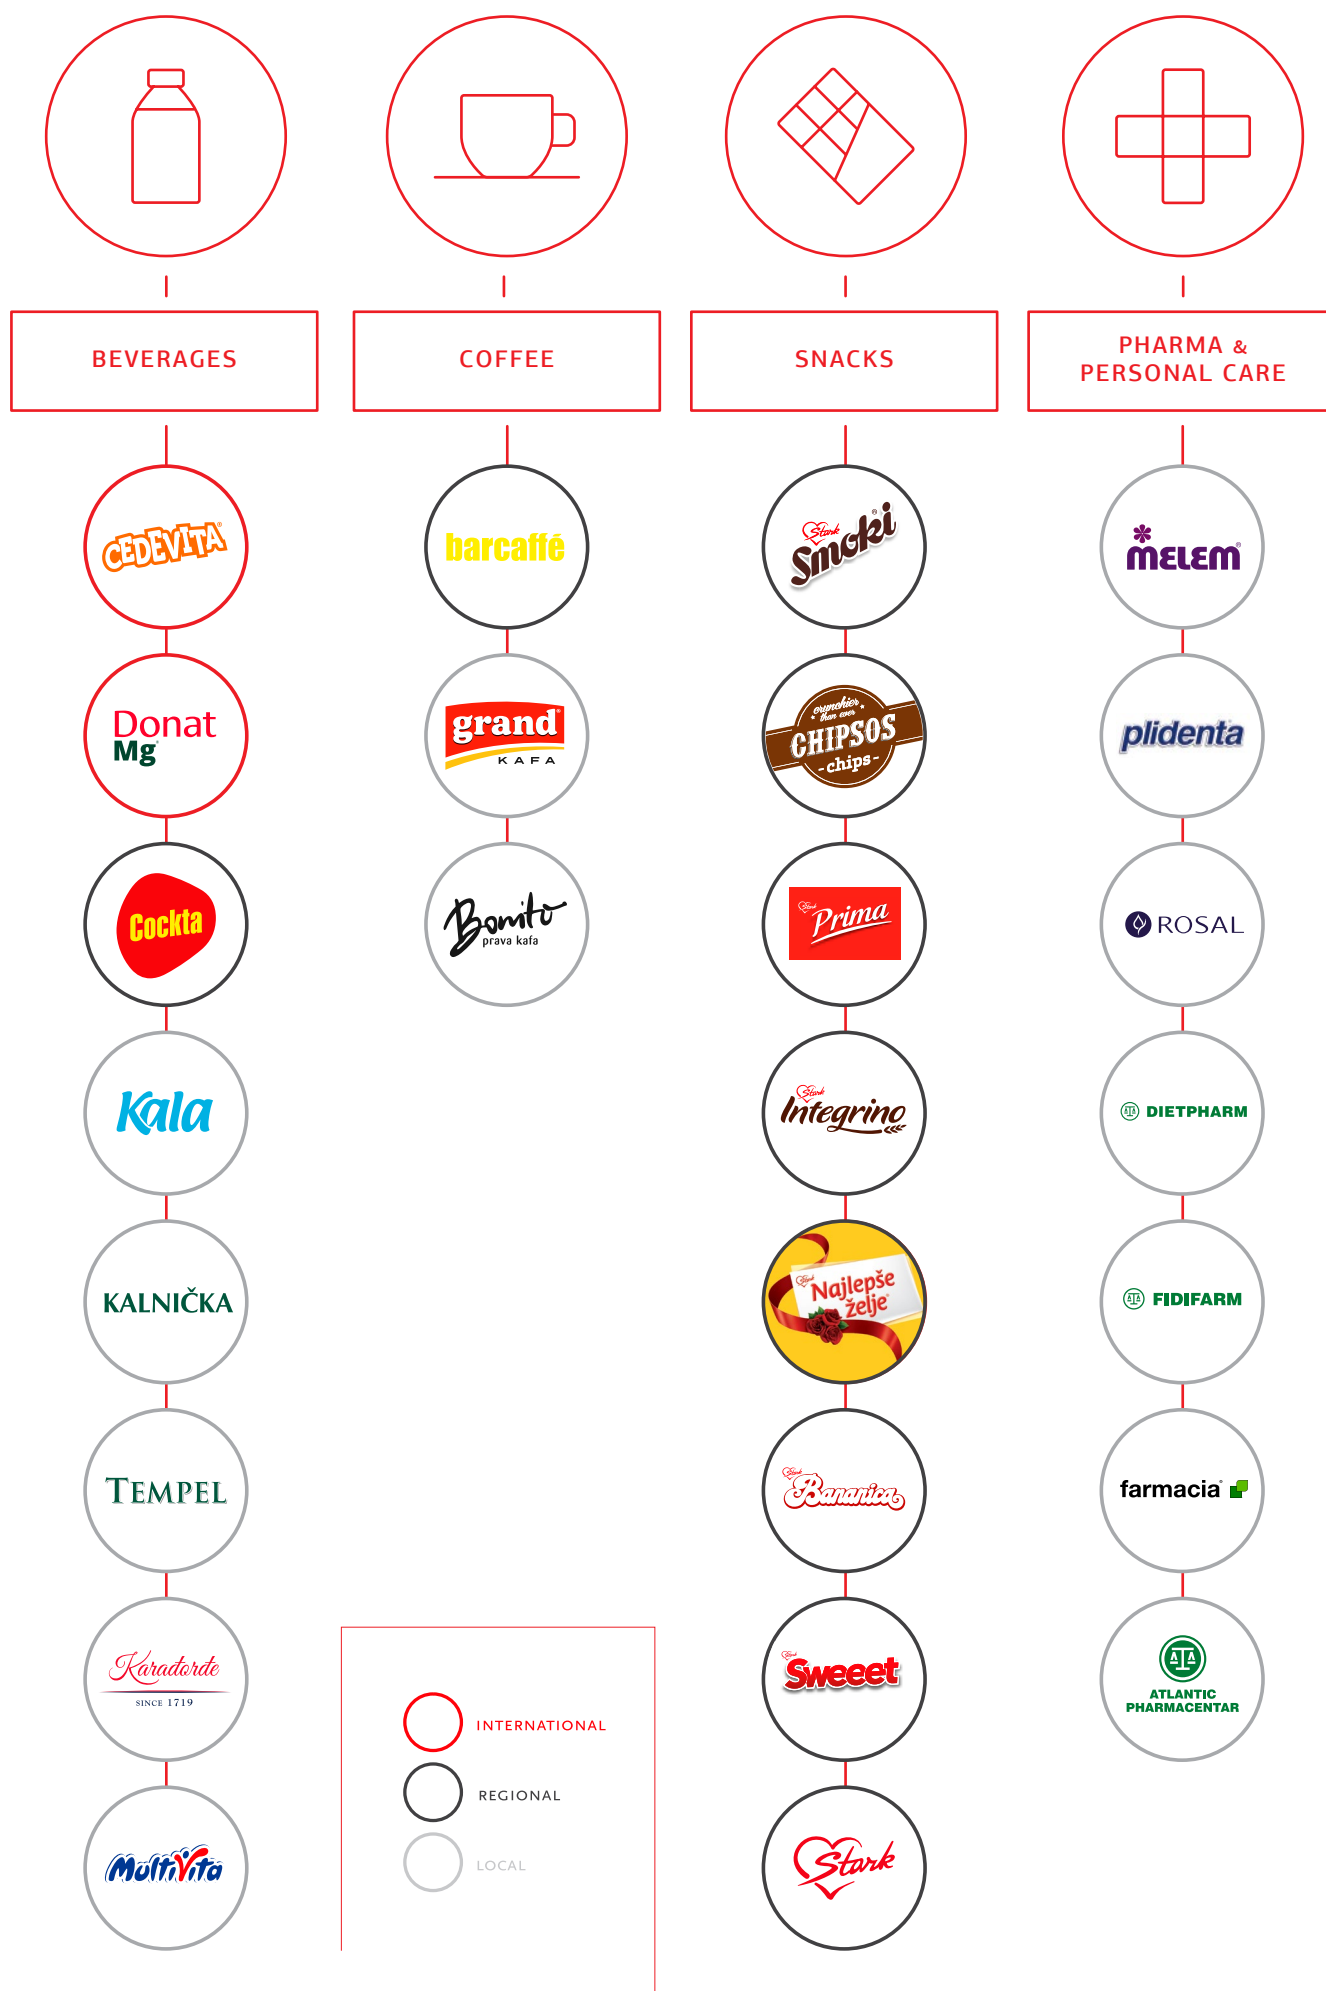 BEVERAGES
CEDEVITA®
Donat
Mg
Cockta
Kala
KALNIČKA
TEMPEL
Karađorđe
SINCE 1719
MultiVita
COFFEE
barcaffé
grand
KAFA
Bonito
prava kafa
SNACKS
Stark
Smoki®
crunchier
than ever
CHIPSOS
- chips -
Stark
Prima
Stark
Integrino
Stark
Najlepše
želje
Stark
Bananica
Stark
Sweeet
Stark
PHARMA &
PERSONAL CARE
MELEM®
plidenta
ROSAL
DIETPHARM
FIDIFARM
farmacia
ATLANTIC
PHARMACENTAR
INTERNATIONAL
REGIONAL
LOCAL